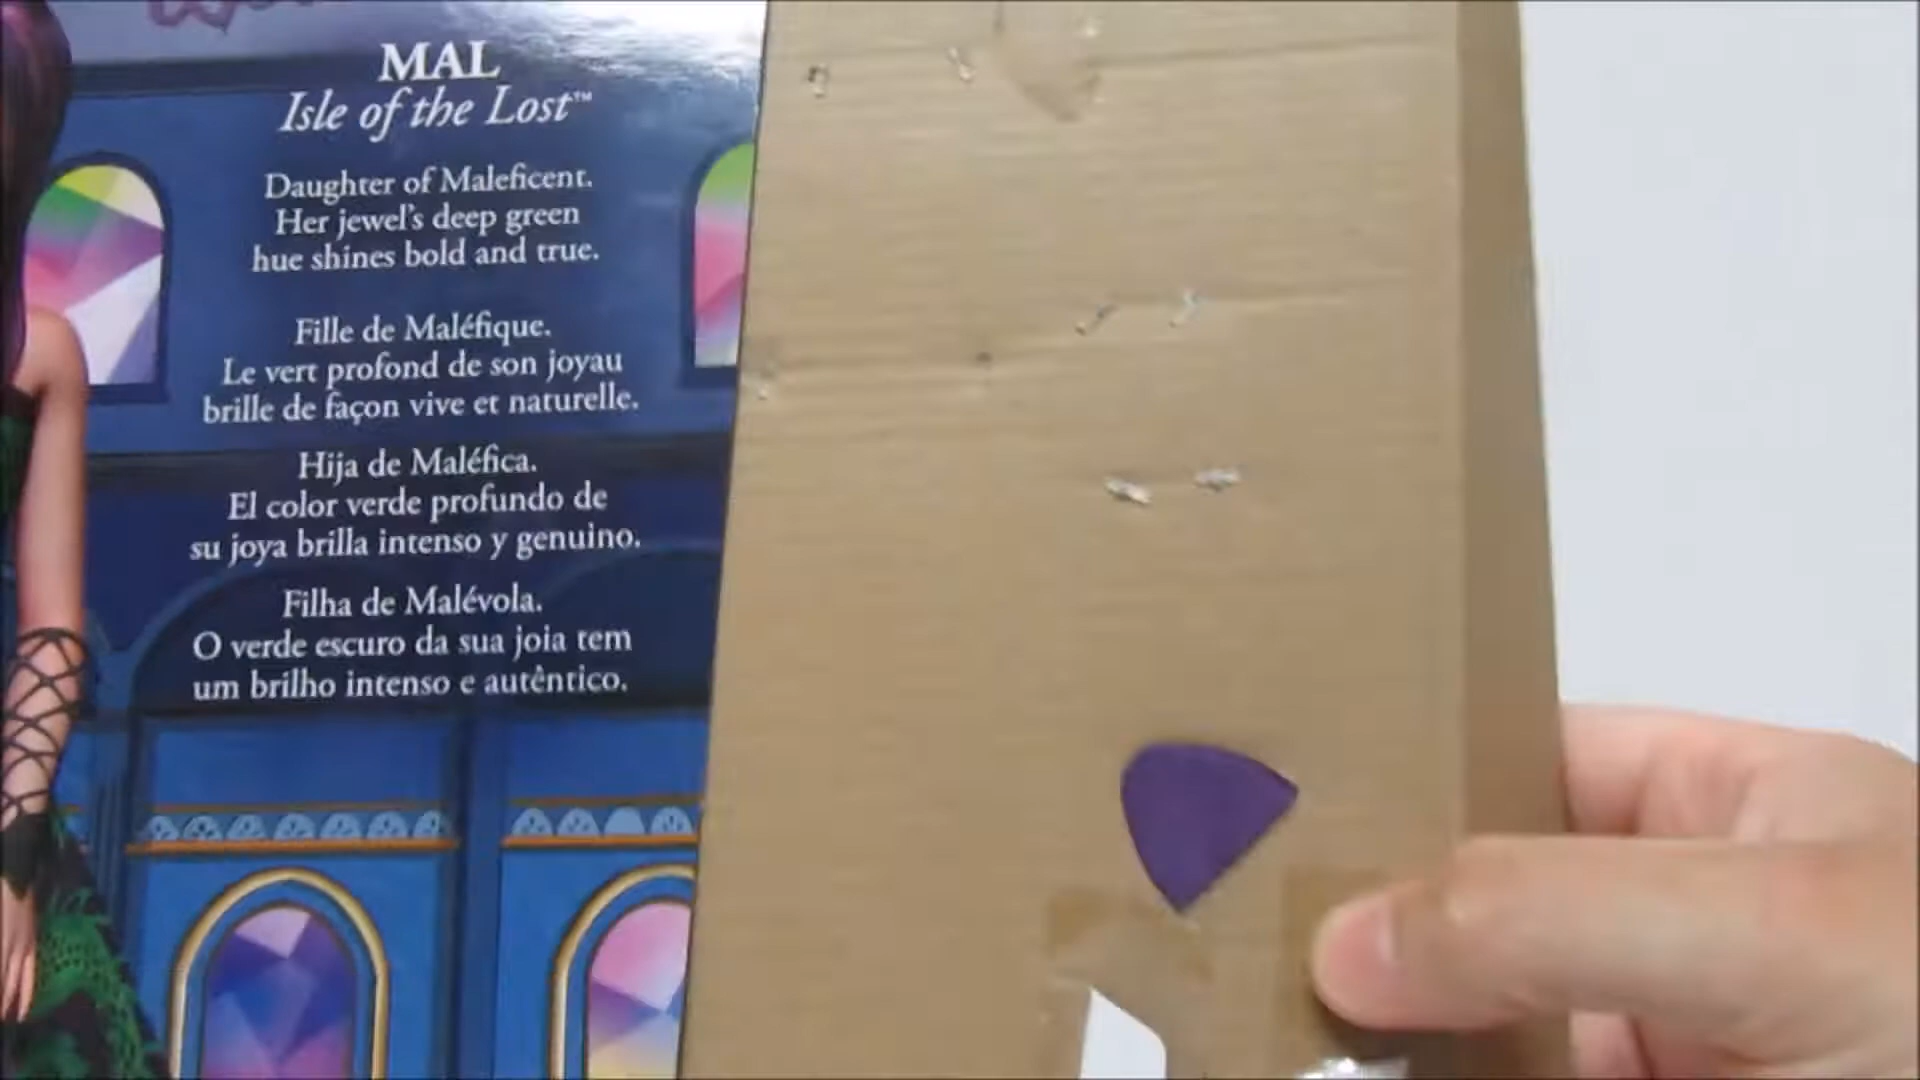 MAL
Isle of the Lost™
Daughter of Maleficent.
Her jewel's deep green
hue shines bold and true.
Fille de Maléfique.
Le vert profond de son joyau
brille de façon vive et naturelle.
Hija de Maléfica.
El color verde profundo de
su joya brilla intenso y genuino.
Filha de Malévola.
O verde escuro da sua joia tem
um brilho intenso e autêntico.